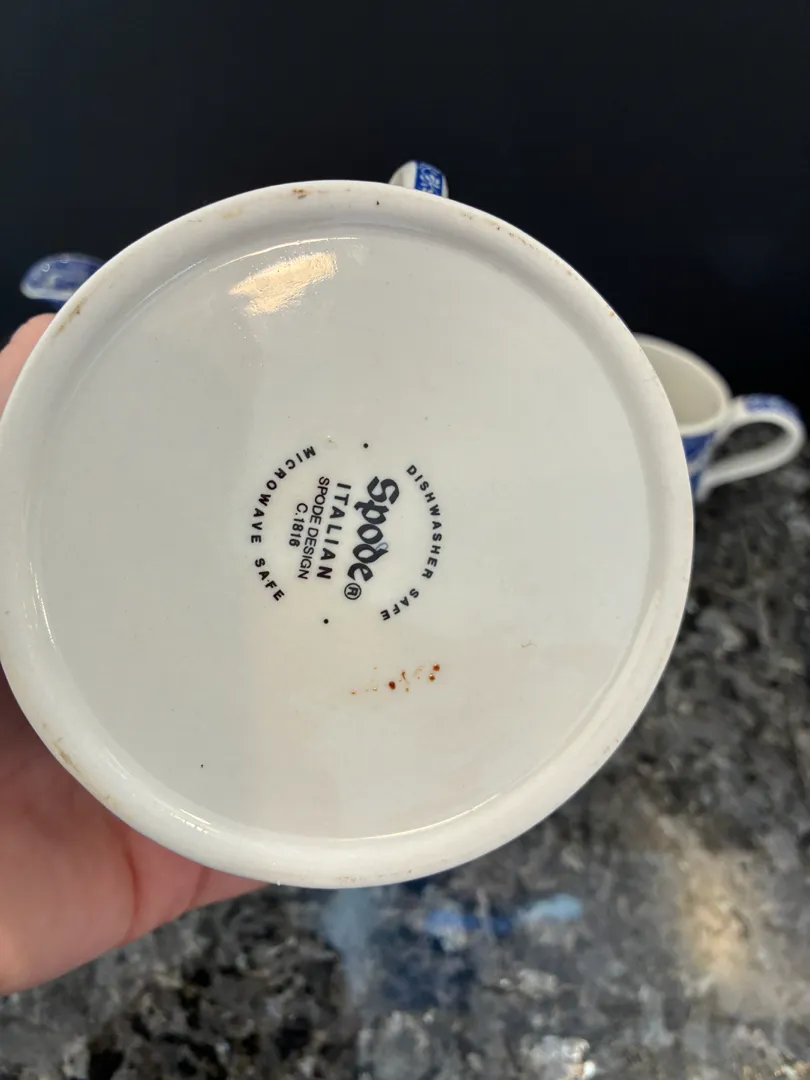 DISHWASHER SAFE
Spode®
ITALIAN
SPODE DESIGN
C.1816
MICROWAVE SAFE